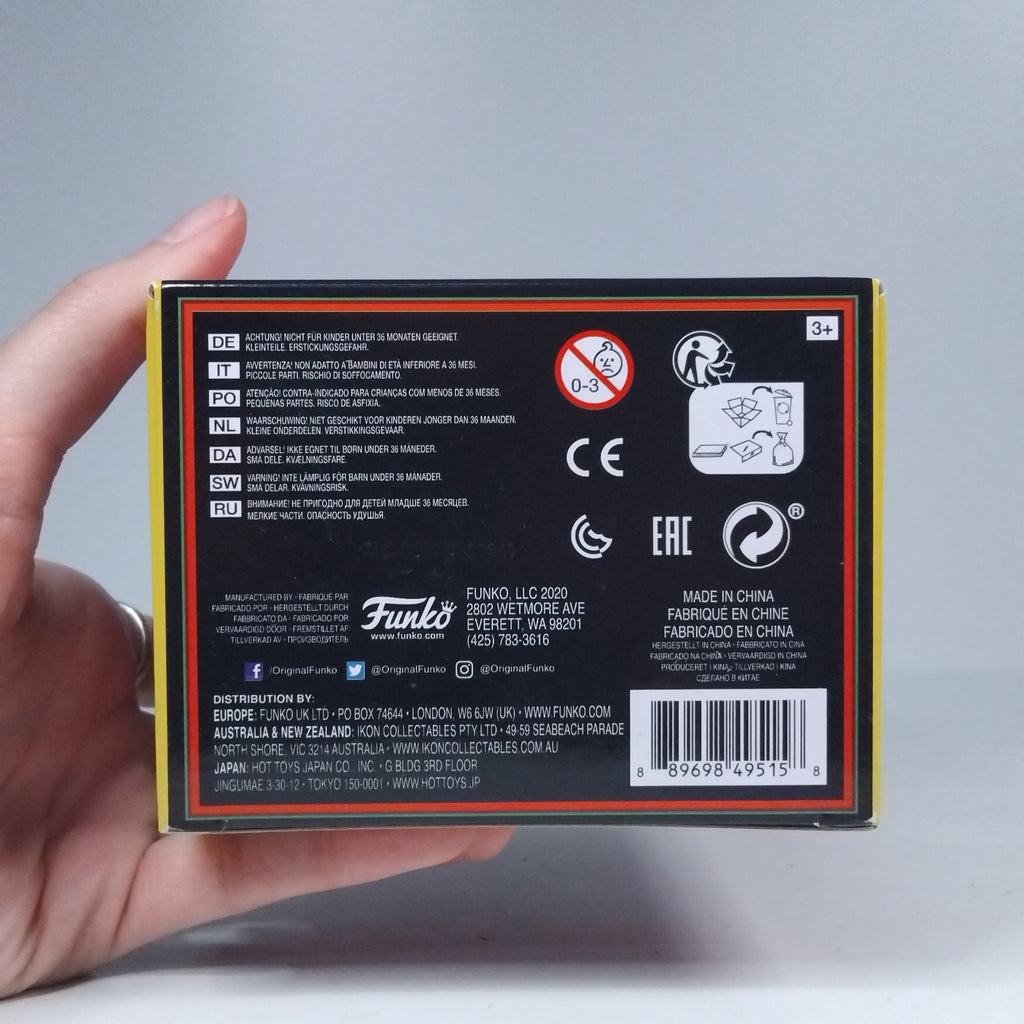 DE ACHTUNG! NICHT FÜR KINDER UNTER 36 MONATEN GEEIGNET.
KLEINTEILE. ERSTICKUNGSGEFAHR.
IT AVVERTENZA! NON ADATTO A BAMBINI DI ETÀ INFERIORE A 36 MESI.
PICCOLE PARTI. RISCHIO DI SOFFOCAMENTO.
PO ATENÇÃO! CONTRA-INDICADO PARA CRIANÇAS COM MENOS DE 36 MESES.
PEQUENAS PARTES. RISCO DE ASFIXIA.
NL WAARSCHUWING! NIET GESCHIKT VOOR KINDEREN JONGER DAN 36 MAANDEN.
KLEINE ONDERDELEN. VERSTIKKINGSGEVAAR.
DA ADVARSEL! IKKE EGNET TIL BØRN UNDER 36 MÅNEDER.
SMÅ DELE. KVÆLNINGSFARE.
SW VARNING! INTE LÄMPLIG FÖR BARN UNDER 36 MÅNADER.
SMÅ DELAR. KVÄVNINGSRISK.
RU ВНИМАНИЕ! НЕ ПРИГОДНО ДЛЯ ДЕТЕЙ МЛАДШЕ 36 МЕСЯЦЕВ.
МЕЛКИЕ ЧАСТИ. ОПАСНОСТЬ УДУШЬЯ.
0-3
3+
CE
EAC
®
MANUFACTURED BY · FABRIQUÉ PAR
FABRICADO POR · HERGESTELLT DURCH
FABBRICATO DA · FABRICADO POR
VERVAARDIGD DOOR · FREMSTILLET AF
TILLVERKAD AV · ПРОИЗВОДИТЕЛЬ
Funko
www.funko.com
FUNKO, LLC 2020
2802 WETMORE AVE
EVERETT, WA 98201
(425) 783-3616
MADE IN CHINA
FABRIQUÉ EN CHINE
FABRICADO EN CHINA
HERGESTELLT IN CHINA · FABBRICATO IN CINA
FABRICADO NA CHINA · VERVAARDIGD IN CHINA
PRODUCERET I KINA · TILLVERKAD I KINA
СДЕЛАНО В КИТАЕ
f /OriginalFunko @OriginalFunko @OriginalFunko
DISTRIBUTION BY:
EUROPE: FUNKO UK LTD • PO BOX 74644 • LONDON, W6 6JW (UK) • WWW.FUNKO.COM
AUSTRALIA & NEW ZEALAND: IKON COLLECTABLES PTY LTD • 49-59 SEABEACH PARADE
NORTH SHORE, VIC 3214 AUSTRALIA • WWW.IKONCOLLECTABLES.COM.AU
JAPAN: HOT TOYS JAPAN CO., INC. • G BLDG 3RD FLOOR
JINGUMAE 3-30-12 • TOKYO 150-0001 • WWW.HOTTOYS.JP
8 89698 49515 8